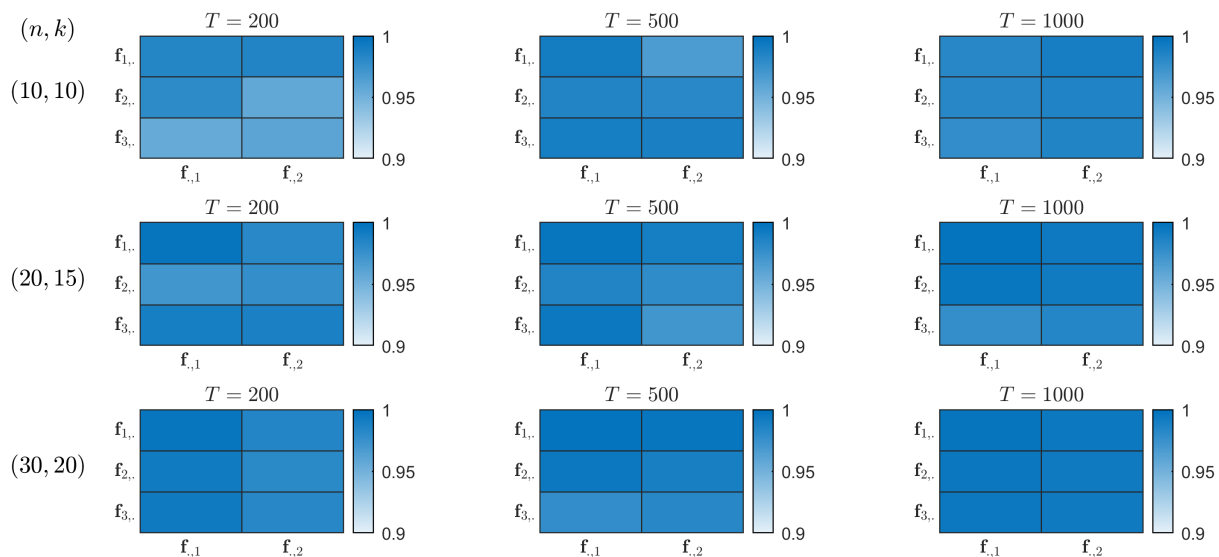 (n, k)
T = 200
T = 500
T = 1000
(10, 10)
f1,.
f2,.
f3,.
f.,1
f.,2
1
0.95
0.9
f1,.
f2,.
f3,.
f.,1
f.,2
1
0.95
0.9
f1,.
f2,.
f3,.
f.,1
f.,2
1
0.95
0.9
T = 200
T = 500
T = 1000
(20, 15)
f1,.
f2,.
f3,.
f.,1
f.,2
1
0.95
0.9
f1,.
f2,.
f3,.
f.,1
f.,2
1
0.95
0.9
f1,.
f2,.
f3,.
f.,1
f.,2
1
0.95
0.9
T = 200
T = 500
T = 1000
(30, 20)
f1,.
f2,.
f3,.
f.,1
f.,2
1
0.95
0.9
f1,.
f2,.
f3,.
f.,1
f.,2
1
0.95
0.9
f1,.
f2,.
f3,.
f.,1
f.,2
1
0.95
0.9